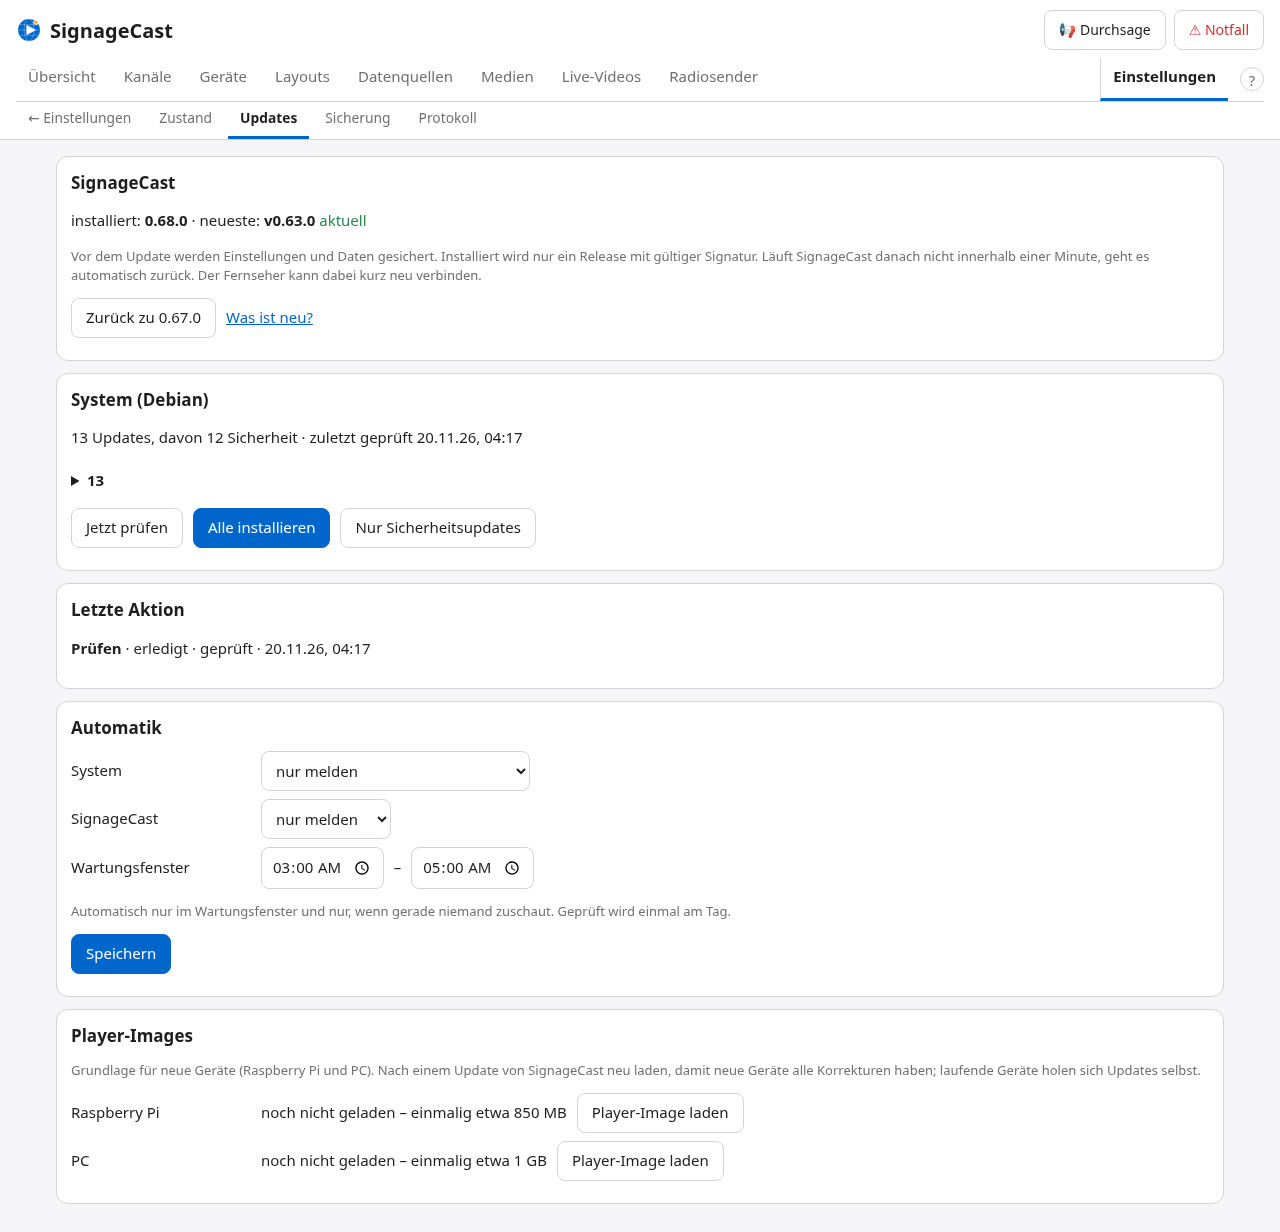 SignageCast
📢 Durchsage
⚠ Notfall
Übersicht Kanäle Geräte Layouts Datenquellen Medien Live-Videos Radiosender Einstellungen ?
← Einstellungen Zustand Updates Sicherung Protokoll
SignageCast
installiert: 0.68.0 · neueste: v0.63.0 aktuell
Vor dem Update werden Einstellungen und Daten gesichert. Installiert wird nur ein Release mit gültiger Signatur. Läuft SignageCast danach nicht innerhalb einer Minute, geht es
automatisch zurück. Der Fernseher kann dabei kurz neu verbinden.
Zurück zu 0.67.0 Was ist neu?
System (Debian)
13 Updates, davon 12 Sicherheit · zuletzt geprüft 20.11.26, 04:17
▶ 13
Jetzt prüfen Alle installieren Nur Sicherheitsupdates
Letzte Aktion
Prüfen · erledigt · geprüft · 20.11.26, 04:17
Automatik
System nur melden
SignageCast nur melden
Wartungsfenster 03:00 AM – 05:00 AM
Automatisch nur im Wartungsfenster und nur, wenn gerade niemand zuschaut. Geprüft wird einmal am Tag.
Speichern
Player-Images
Grundlage für neue Geräte (Raspberry Pi und PC). Nach einem Update von SignageCast neu laden, damit neue Geräte alle Korrekturen haben; laufende Geräte holen sich Updates selbst.
Raspberry Pi noch nicht geladen – einmalig etwa 850 MB Player-Image laden
PC noch nicht geladen – einmalig etwa 1 GB Player-Image laden